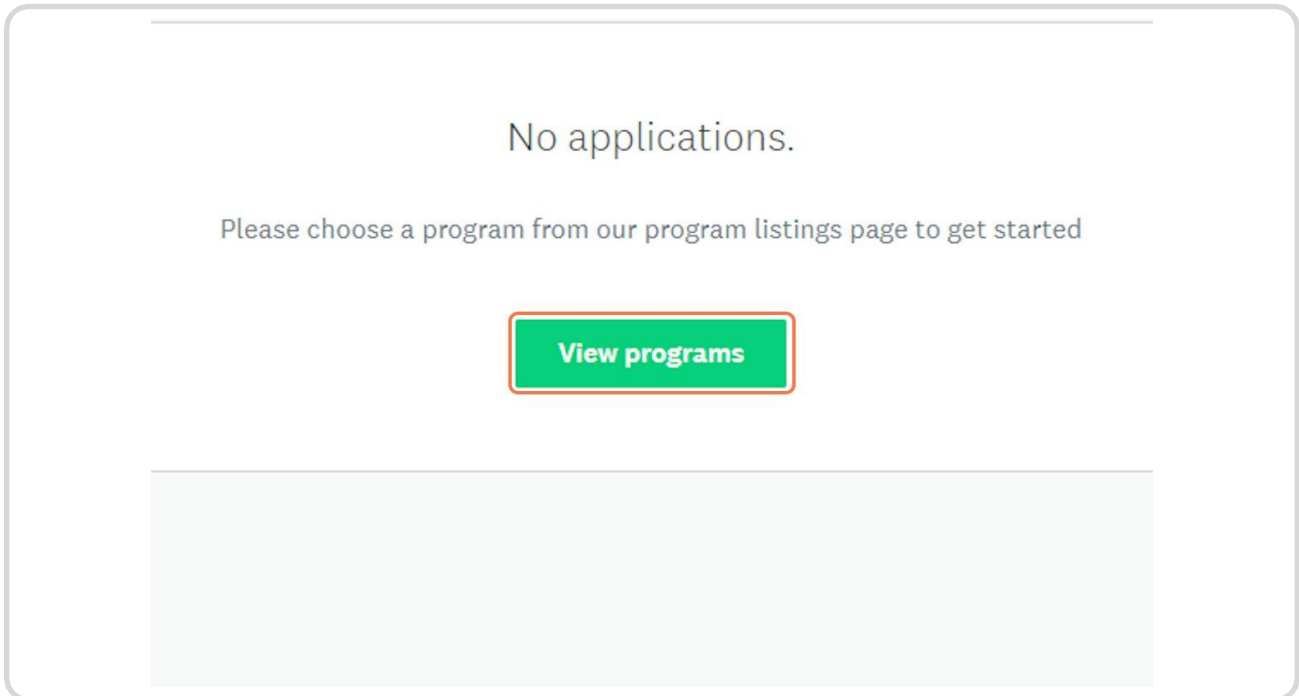 No applications.
Please choose a program from our program listings page to get started
View programs